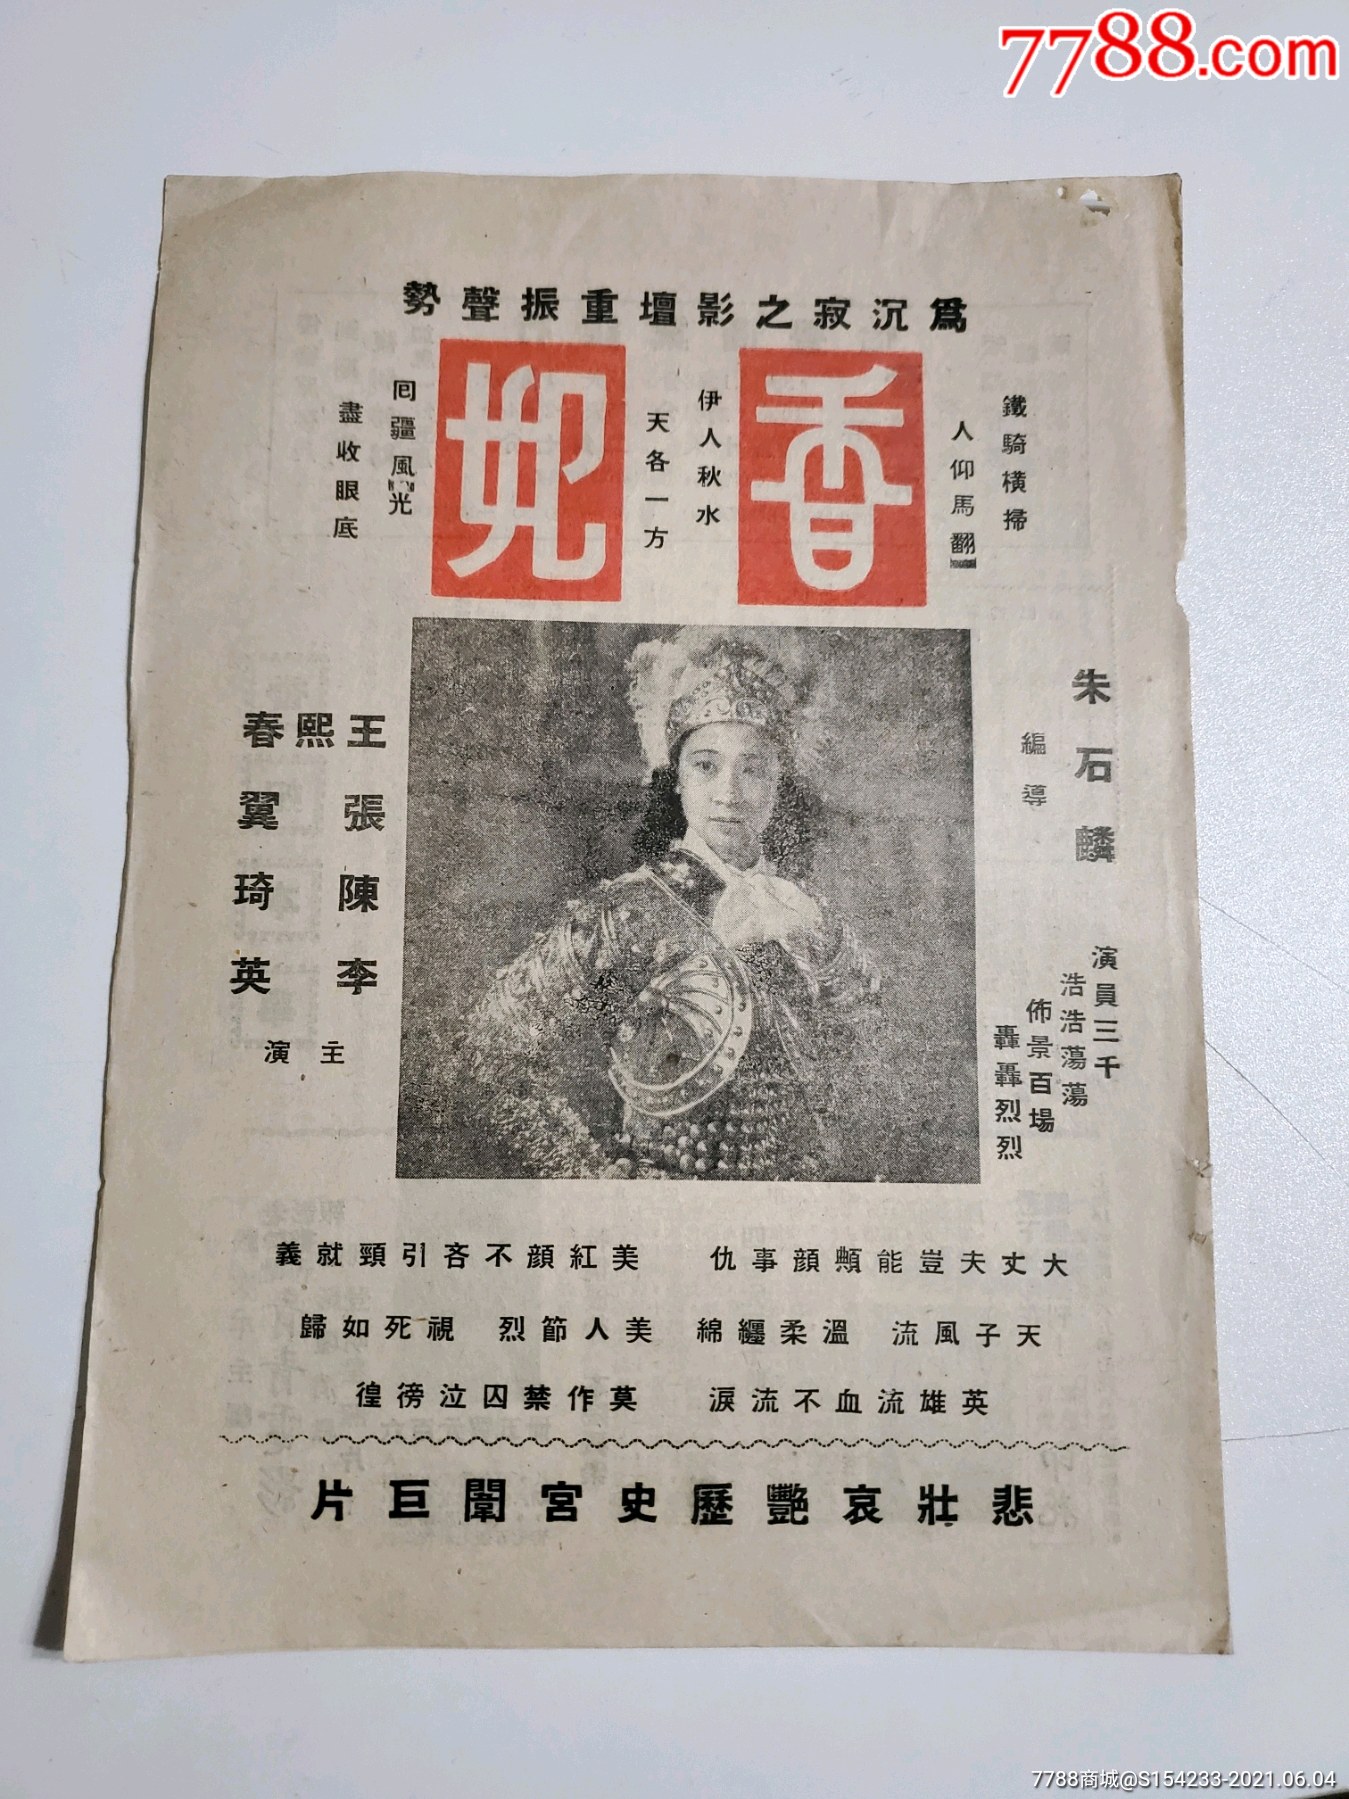 7788.com
爲沉寂之影壇重振聲勢
香妃
鐵騎橫掃
人仰馬翻
伊人秋水
天各一方
回疆風光
盡收眼底
朱石麟
編導
演員三千
浩浩蕩蕩
佈景百場
轟轟烈烈
王熙春
張翼
陳琦
李英
主演
大丈夫豈能靦顔事仇 美紅顔不吝引頸就義
天子風流 溫柔纏綿 美人節烈 視死如歸
英雄流血不流淚 莫作禁囚泣徬徨
悲壯哀艷歷史宮闈巨片
7788商城@S154233-2021.06.04